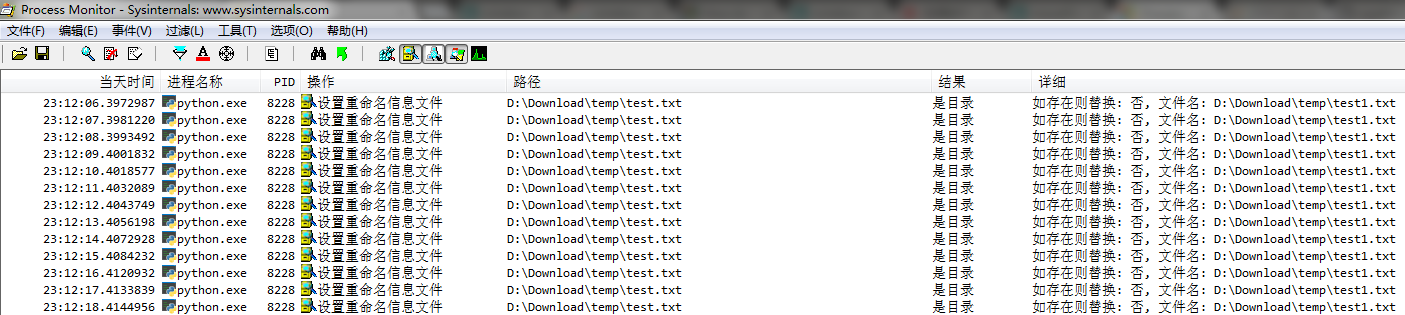 Process Monitor - Sysinternals: www.sysinternals.com
文件(F) 编辑(E) 事件(V) 过滤(L) 工具(T) 选项(O) 帮助(H)
当天时间 进程名称 PID 操作 路径 结果 详细
23:12:06.3972987 python.exe 8228 设置重命名信息文件 D:\Download\temp\test.txt 是目录 如存在则替换: 否, 文件名: D:\Download\temp\test1.txt
23:12:07.3981220 python.exe 8228 设置重命名信息文件 D:\Download\temp\test.txt 是目录 如存在则替换: 否, 文件名: D:\Download\temp\test1.txt
23:12:08.3993492 python.exe 8228 设置重命名信息文件 D:\Download\temp\test.txt 是目录 如存在则替换: 否, 文件名: D:\Download\temp\test1.txt
23:12:09.4001832 python.exe 8228 设置重命名信息文件 D:\Download\temp\test.txt 是目录 如存在则替换: 否, 文件名: D:\Download\temp\test1.txt
23:12:10.4018577 python.exe 8228 设置重命名信息文件 D:\Download\temp\test.txt 是目录 如存在则替换: 否, 文件名: D:\Download\temp\test1.txt
23:12:11.4032089 python.exe 8228 设置重命名信息文件 D:\Download\temp\test.txt 是目录 如存在则替换: 否, 文件名: D:\Download\temp\test1.txt
23:12:12.4043749 python.exe 8228 设置重命名信息文件 D:\Download\temp\test.txt 是目录 如存在则替换: 否, 文件名: D:\Download\temp\test1.txt
23:12:13.4056198 python.exe 8228 设置重命名信息文件 D:\Download\temp\test.txt 是目录 如存在则替换: 否, 文件名: D:\Download\temp\test1.txt
23:12:14.4072928 python.exe 8228 设置重命名信息文件 D:\Download\temp\test.txt 是目录 如存在则替换: 否, 文件名: D:\Download\temp\test1.txt
23:12:15.4084232 python.exe 8228 设置重命名信息文件 D:\Download\temp\test.txt 是目录 如存在则替换: 否, 文件名: D:\Download\temp\test1.txt
23:12:16.4120932 python.exe 8228 设置重命名信息文件 D:\Download\temp\test.txt 是目录 如存在则替换: 否, 文件名: D:\Download\temp\test1.txt
23:12:17.4133839 python.exe 8228 设置重命名信息文件 D:\Download\temp\test.txt 是目录 如存在则替换: 否, 文件名: D:\Download\temp\test1.txt
23:12:18.4144956 python.exe 8228 设置重命名信息文件 D:\Download\temp\test.txt 是目录 如存在则替换: 否, 文件名: D:\Download\temp\test1.txt